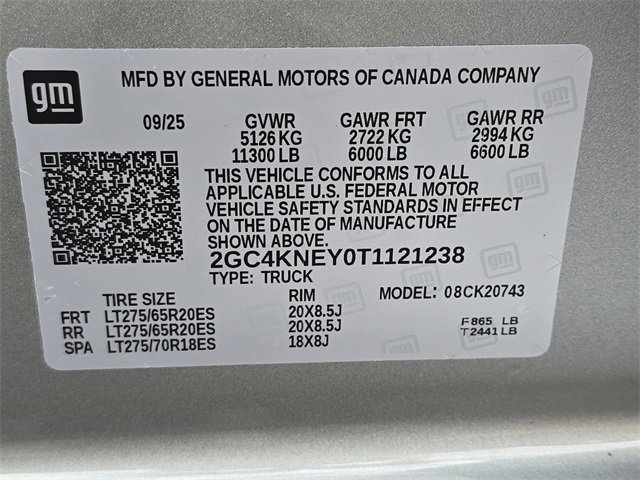 gm
MFD BY GENERAL MOTORS OF CANADA COMPANY
09/25 GVWR GAWR FRT GAWR RR
5126 KG 2722 KG 2994 KG
11300 LB 6000 LB 6600 LB
THIS VEHICLE CONFORMS TO ALL
APPLICABLE U.S. FEDERAL MOTOR
VEHICLE SAFETY STANDARDS IN EFFECT
ON THE DATE OF MANUFACTURE
SHOWN ABOVE.
2GC4KNEY0T1121238
TYPE: TRUCK
TIRE SIZE RIM MODEL: 08CK20743
FRT LT275/65R20ES 20X8.5J
RR LT275/65R20ES 20X8.5J
SPA LT275/70R18ES 18X8J
F865 LB
T2441 LB